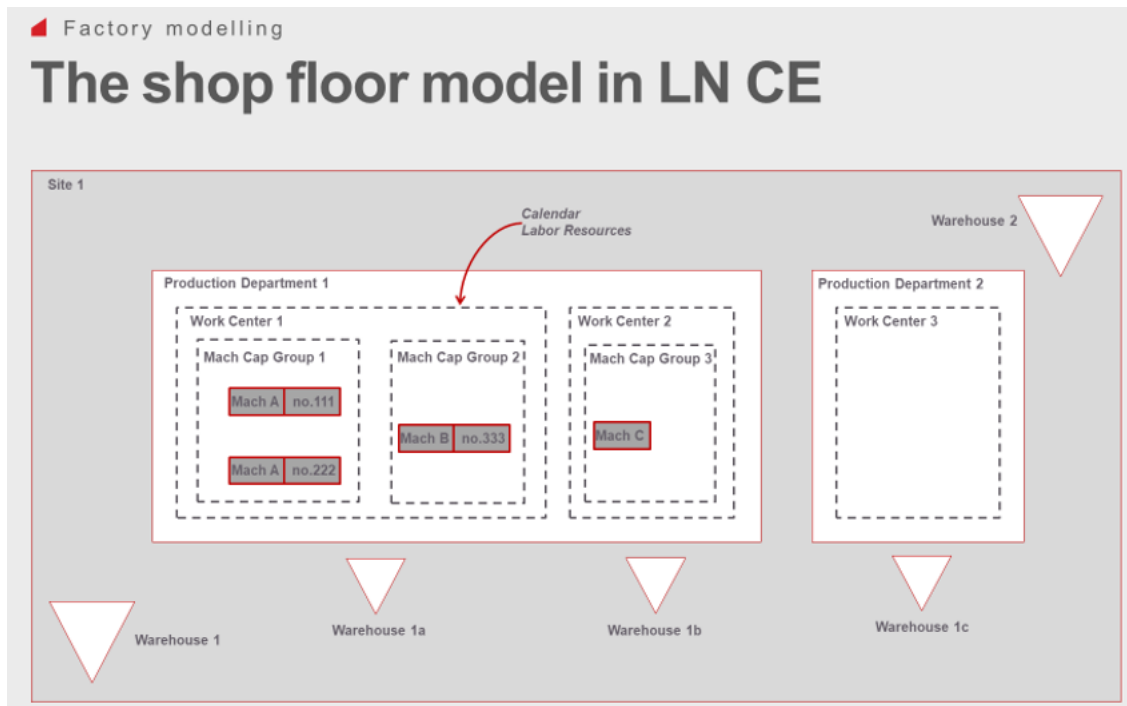 Factory modelling
The shop floor model in LN CE
Site 1
Calendar
Labor Resources
Warehouse 2
Production Department 1
Production Department 2
Work Center 1
Work Center 2
Work Center 3
Mach Cap Group 1
Mach Cap Group 2
Mach Cap Group 3
Mach A no.111
Mach B no.333
Mach C
Mach A no.222
Warehouse 1
Warehouse 1a
Warehouse 1b
Warehouse 1c